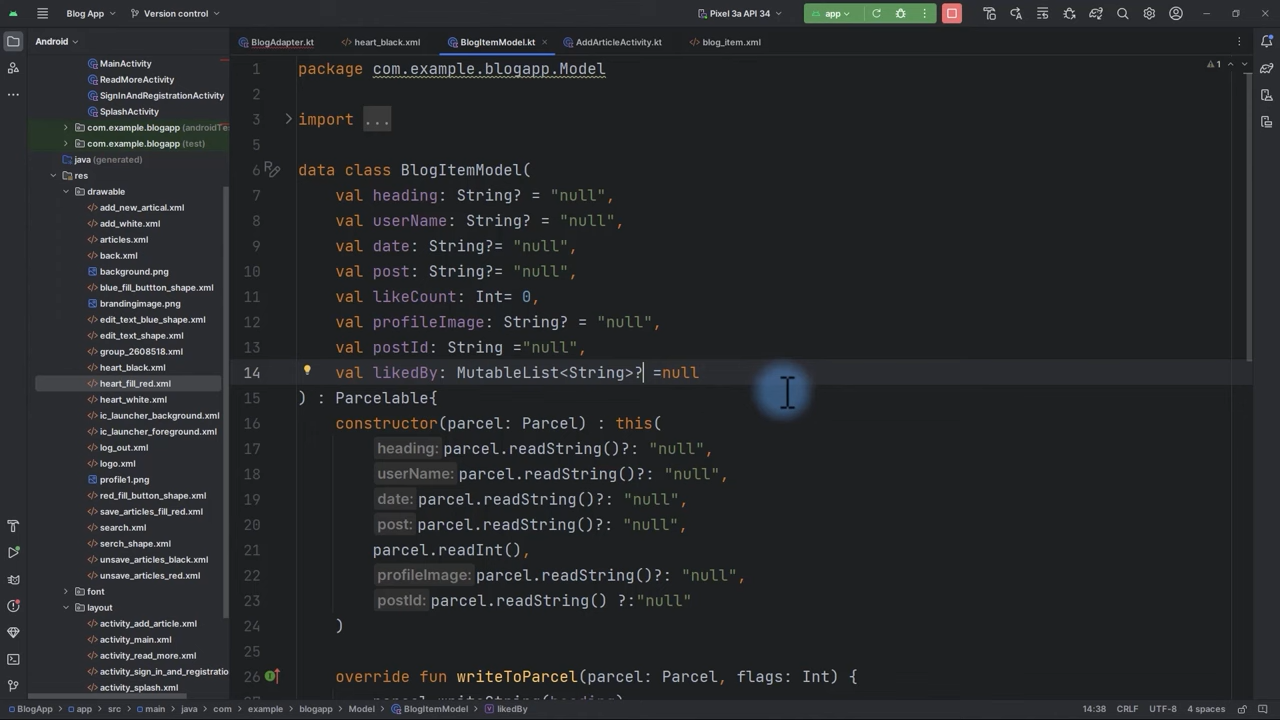 Blog App
Version control
Pixel 3a API 34
app
Android
BlogAdapter.kt
heart_black.xml
BlogItemModel.kt
AddArticleActivity.kt
blog_item.xml
MainActivity
ReadMoreActivity
SignInAndRegistrationActivity
SplashActivity
com.example.blogapp (androidTes
com.example.blogapp (test)
java (generated)
res
drawable
add_new_artical.xml
add_white.xml
articles.xml
back.xml
background.png
blue_fill_buttton_shape.xml
brandingimage.png
edit_text_blue_shape.xml
edit_text_shape.xml
group_2608518.xml
heart_black.xml
heart_fill_red.xml
heart_white.xml
ic_launcher_background.xml
ic_launcher_foreground.xml
log_out.xml
logo.xml
profile1.png
red_fill_button_shape.xml
save_articles_fill_red.xml
search.xml
serch_shape.xml
unsave_articles_black.xml
unsave_articles_red.xml
font
layout
activity_add_article.xml
activity_main.xml
activity_read_more.xml
activity_sign_in_and_registratio
activity_splash.xml
1 package com.example.blogapp.Model
2
3 import ...
4
5
6 data class BlogItemModel(
7 val heading: String? = "null",
8 val userName: String? = "null",
9 val date: String?= "null",
10 val post: String?= "null",
11 val likeCount: Int= 0,
12 val profileImage: String? = "null",
13 val postId: String ="null",
14 val likedBy: MutableList<String>? =null
15 ) : Parcelable{
16 constructor(parcel: Parcel) : this(
17 heading: parcel.readString()?: "null",
18 userName: parcel.readString()?: "null",
19 date: parcel.readString()?: "null",
20 post: parcel.readString()?: "null",
21 parcel.readInt(),
22 profileImage: parcel.readString()?: "null",
23 postId: parcel.readString() ?:"null"
24 )
25
26 override fun writeToParcel(parcel: Parcel, flags: Int) {
1
BlogApp > app > src > main > java > com > example > blogapp > Model > BlogItemModel.kt > likedBy
14:38 CRLF UTF-8 4 spaces